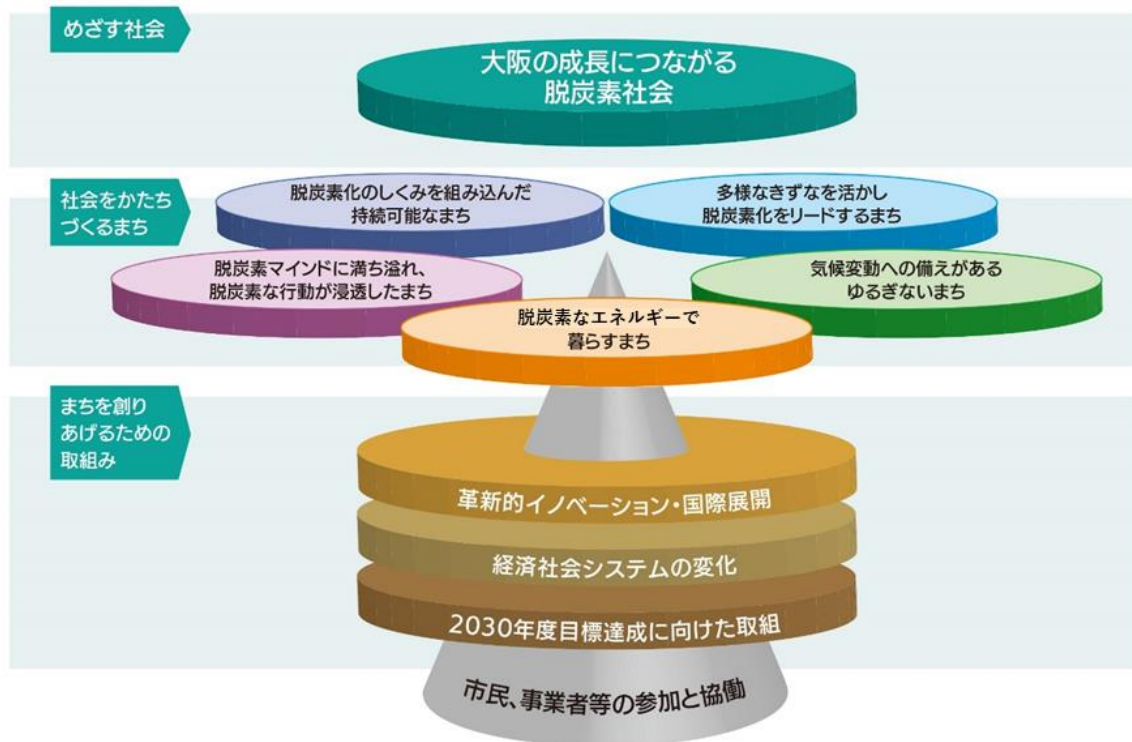 めざす社会
大阪の成長につながる
脱炭素社会
社会をかたち
づくるまち
脱炭素化のしくみを組み込んだ
持続可能なまち
多様なきずなを活かし
脱炭素化をリードするまち
脱炭素マインドに満ち溢れ、
脱炭素な行動が浸透したまち
気候変動への備えがある
ゆるぎないまち
脱炭素なエネルギーで
暮らすまち
まちを創り
あげるための
取組み
革新的イノベーション・国際展開
経済社会システムの変化
2030年度目標達成に向けた取組
市民、事業者等の参加と協働